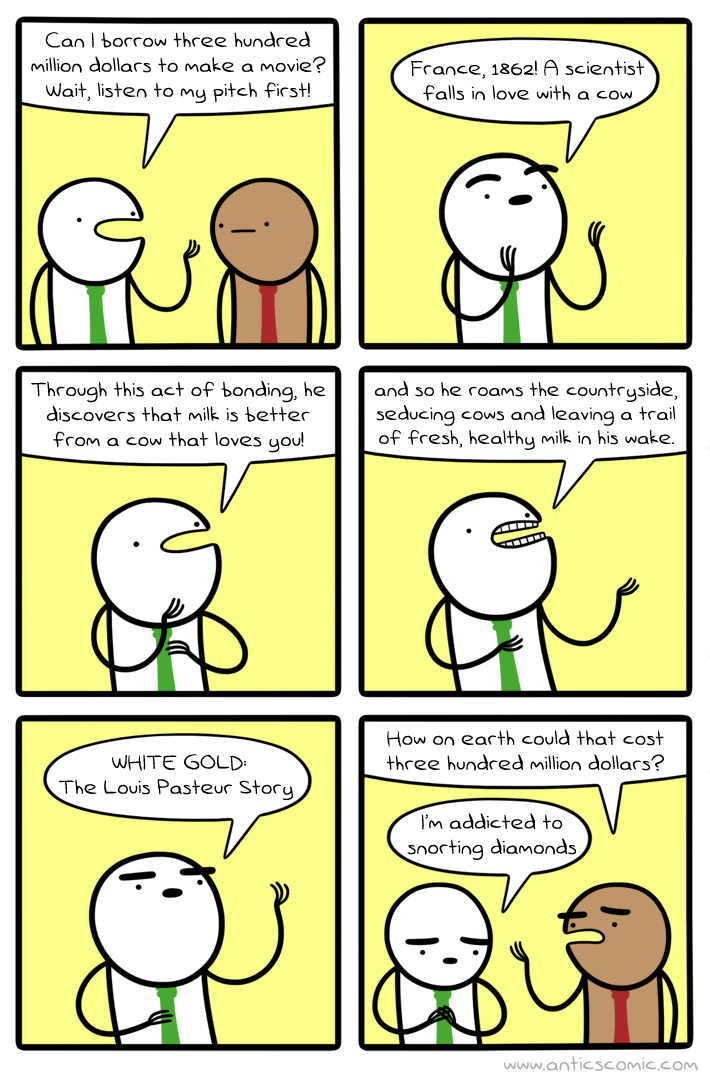 Can I borrow three hundred
million dollars to make a movie?
Wait, listen to my pitch first!
France, 1862! A scientist
falls in love with a cow
Through this act of bonding, he
discovers that milk is better
from a cow that loves you!
and so he roams the countryside,
seducing cows and leaving a trail
of fresh, healthy milk in his wake.
WHITE GOLD:
The Louis Pasteur Story
How on earth could that cost
three hundred million dollars?
I'm addicted to
snorting diamonds
www.anticscomic.com